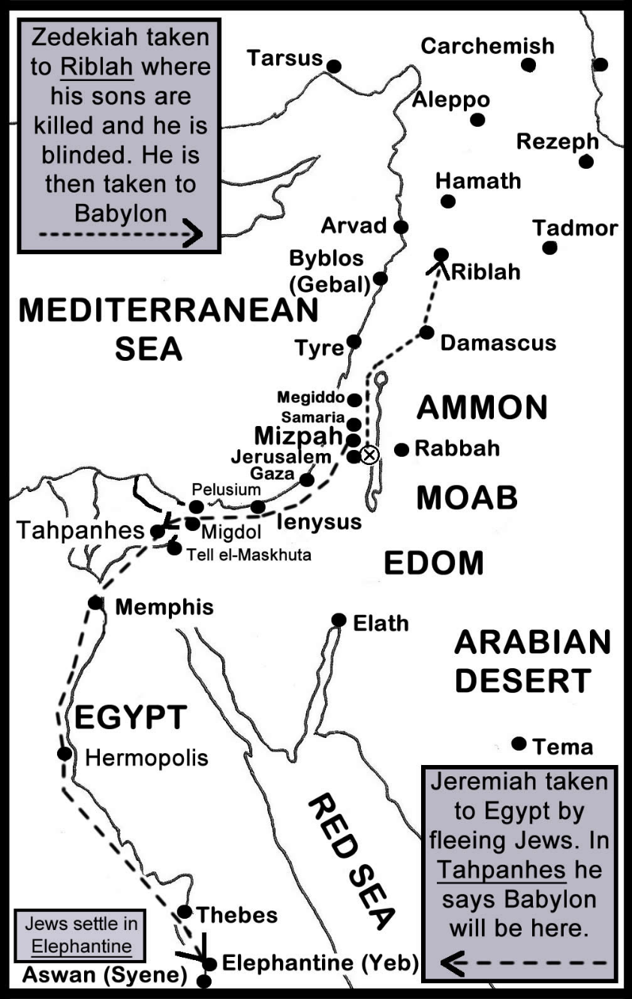 Zedekiah taken
to Riblah where
his sons are
killed and he is
blinded. He is
then taken to
Babylon
Tarsus
Carchemish
Aleppo
Rezeph
Hamath
Arvad
Tadmor
Byblos
(Gebal)
Riblah
MEDITERRANEAN
SEA
Tyre
Damascus
Megiddo
Samaria
Mizpah
Jerusalem
Gaza
AMMON
Rabbah
MOAB
Pelusium
Ienysus
Tahpanhes
Migdol
Tell el-Maskhuta
EDOM
Memphis
Elath
ARABIAN
DESERT
EGYPT
Hermopolis
Tema
RED SEA
Jeremiah taken
to Egypt by
fleeing Jews. In
Tahpanhes he
says Babylon
will be here.
Thebes
Jews settle in
Elephantine
Elephantine (Yeb)
Aswan (Syene)